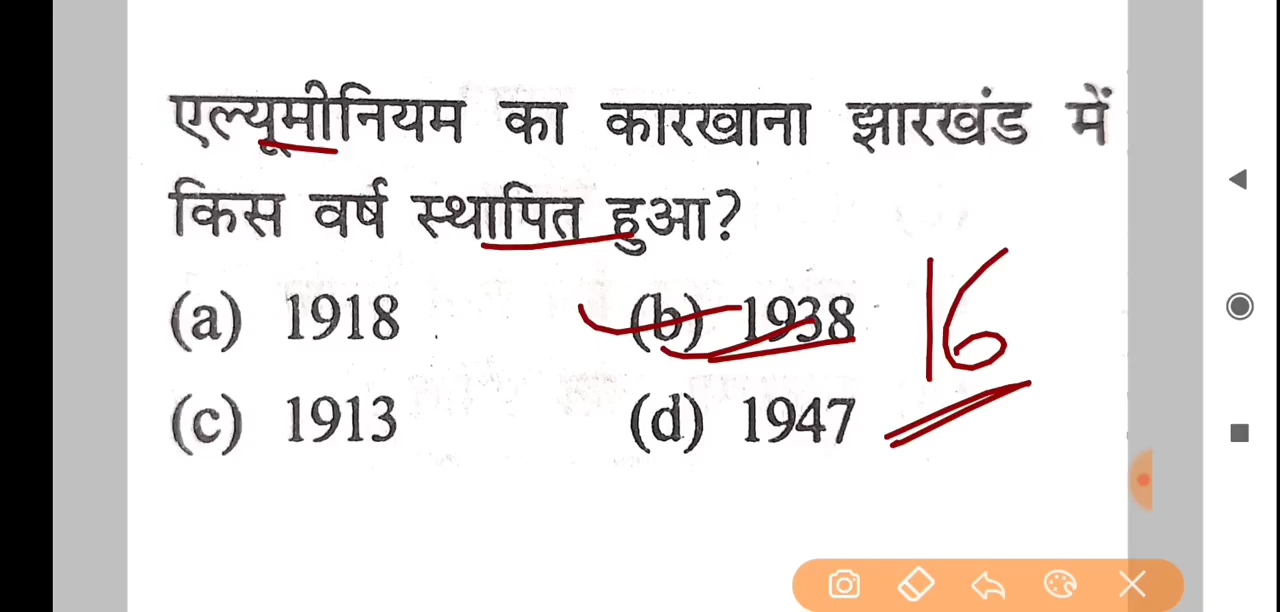 एल्यूमीनियम का कारखाना झारखंड में
किस वर्ष स्थापित हुआ?
(a) 1918 (b) 1938
(c) 1913 (d) 1947
16